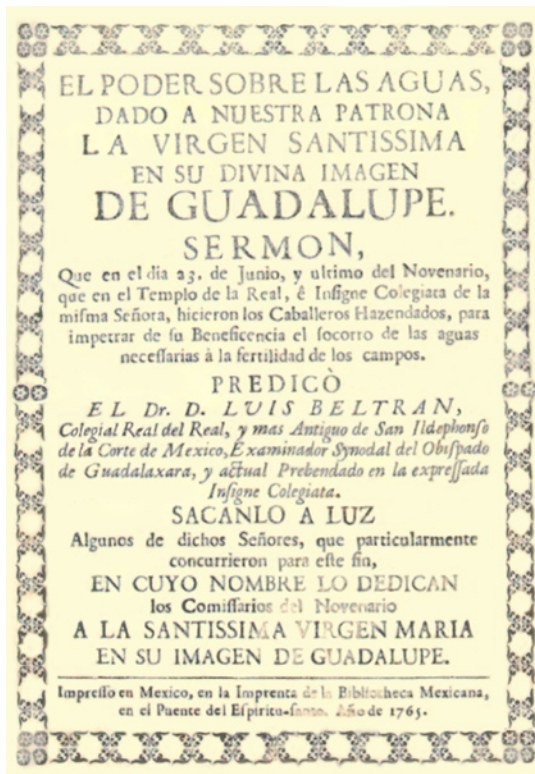 EL PODER SOBRE LAS AGUAS,
DADO A NUESTRA PATRONA
LA VIRGEN SANTISSIMA
EN SU DIVINA IMAGEN
DE GUADALUPE.
SERMON,
Que en el dia 23. de Junio, y ultimo del Novenario,
que en el Templo de la Real, è Insigne Colegiata de la
misma Señora, hicieron los Caballeros Hazendados, para
impetrar de su Beneficencia el socorro de las aguas
necessarias à la fertilidad de los campos.
PREDICÒ
EL Dr. D. LUIS BELTRAN,
Colegial Real del Real, y mas Antiguo de San Ildephonso
de la Corte de Mexico, Examinador Synodal del Obispado
de Guadalaxara, y actual Prebendado en la expressada
Insigne Colegiata.
SACANLO A LUZ
Algunos de dichos Señores, que particularmente
concurrieron para este fin,
EN CUYO NOMBRE LO DEDICAN
los Comissarios del Novenario
A LA SANTISSIMA VIRGEN MARIA
EN SU IMAGEN DE GUADALUPE.
Impresso en Mexico, en la Imprenta de la Bibliotheca Mexicana,
en el Puente del Espiritu-santo. Año de 1765.